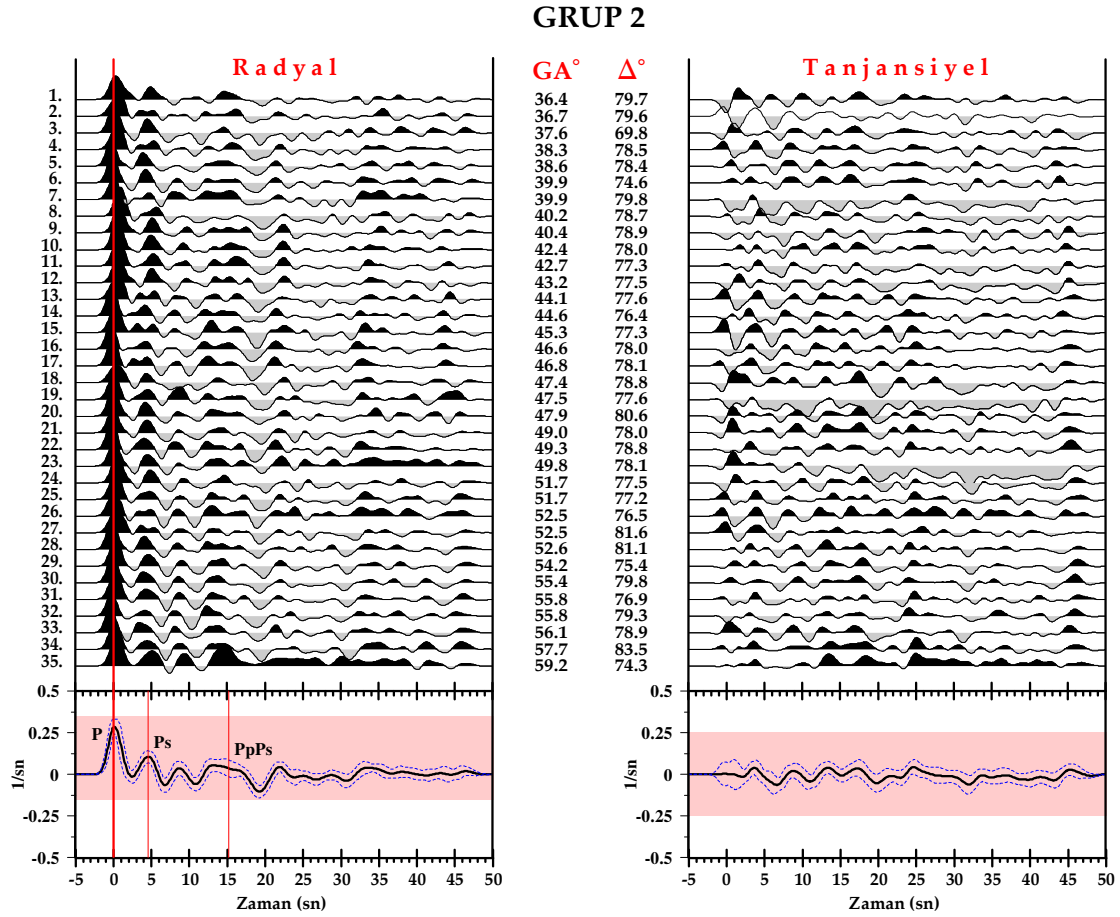 GRUP 2
Radyal GA° Δ° Tanjansiyel
1. 36.4 79.7
2. 36.7 79.6
3. 37.6 69.8
4. 38.3 78.5
5. 38.6 78.4
6. 39.9 74.6
7. 39.9 79.8
8. 40.2 78.7
9. 40.4 78.9
10. 42.4 78.0
11. 42.7 77.3
12. 43.2 77.5
13. 44.1 77.6
14. 44.6 76.4
15. 45.3 77.3
16. 46.6 78.0
17. 46.8 78.1
18. 47.4 78.8
19. 47.5 77.6
20. 47.9 80.6
21. 49.0 78.0
22. 49.3 78.8
23. 49.8 78.1
24. 51.7 77.5
25. 51.7 77.2
26. 52.5 76.5
27. 52.5 81.6
28. 52.6 81.1
29. 54.2 75.4
30. 55.4 79.8
31. 55.8 76.9
32. 55.8 79.3
33. 56.1 78.9
34. 57.7 83.5
35. 59.2 74.3
0.5 0.5
0.25 0.25
P Ps PpPs
0 0
1/sn 1/sn
-0.25 -0.25
-0.5 -0.5
-5 0 5 10 15 20 25 30 35 40 45 50 -5 0 5 10 15 20 25 30 35 40 45 50
Zaman (sn) Zaman (sn)